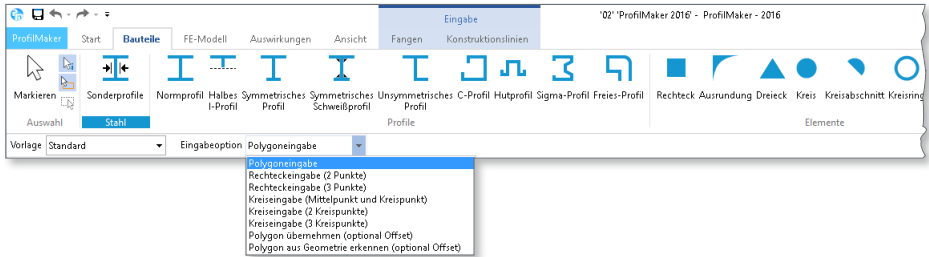 Eingabe
'02' 'ProfilMaker 2016' - ProfilMaker - 2016
ProfilMaker Start Bauteile FE-Modell Auswirkungen Ansicht Fangen Konstruktionslinien
Markieren Sonderprofile Normprofil Halbes I-Profil Symmetrisches Profil Symmetrisches Schweißprofil Unsymmetrisches Profil C-Profil Hutprofil Sigma-Profil Freies-Profil Rechteck Ausrundung Dreieck Kreis Kreisabschnitt Kreisring
Auswahl Stahl Profile Elemente
Vorlage Standard Eingabeoption Polygoneingabe
Polygoneingabe
Rechteckeingabe (2 Punkte)
Rechteckeingabe (3 Punkte)
Kreiseingabe (Mittelpunkt und Kreispunkt)
Kreiseingabe (2 Kreispunkte)
Kreiseingabe (3 Kreispunkte)
Polygon übernehmen (optional Offset)
Polygon aus Geometrie erkennen (optional Offset)